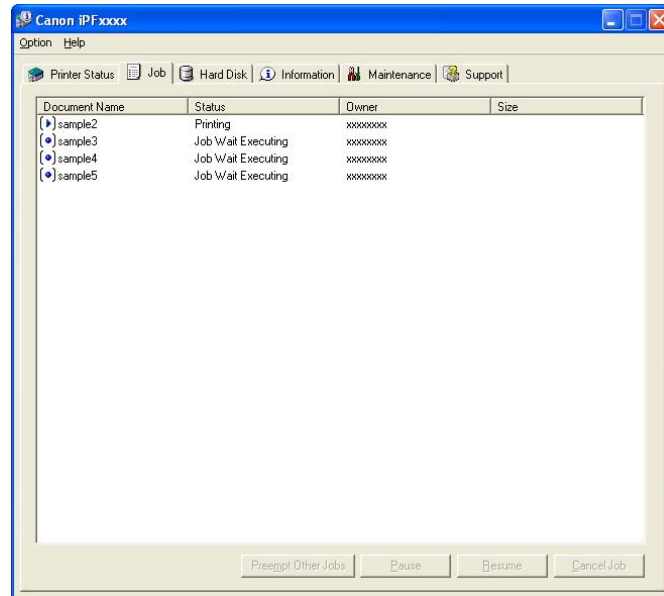 Canon iPFxxxx
Option Help
Printer Status Job Hard Disk Information Maintenance Support
Document Name Status Owner Size
sample2 Printing xxxxxxxx
sample3 Job Wait Executing xxxxxxxx
sample4 Job Wait Executing xxxxxxxx
sample5 Job Wait Executing xxxxxxxx
Preempt Other Jobs Pause Resume Cancel Job